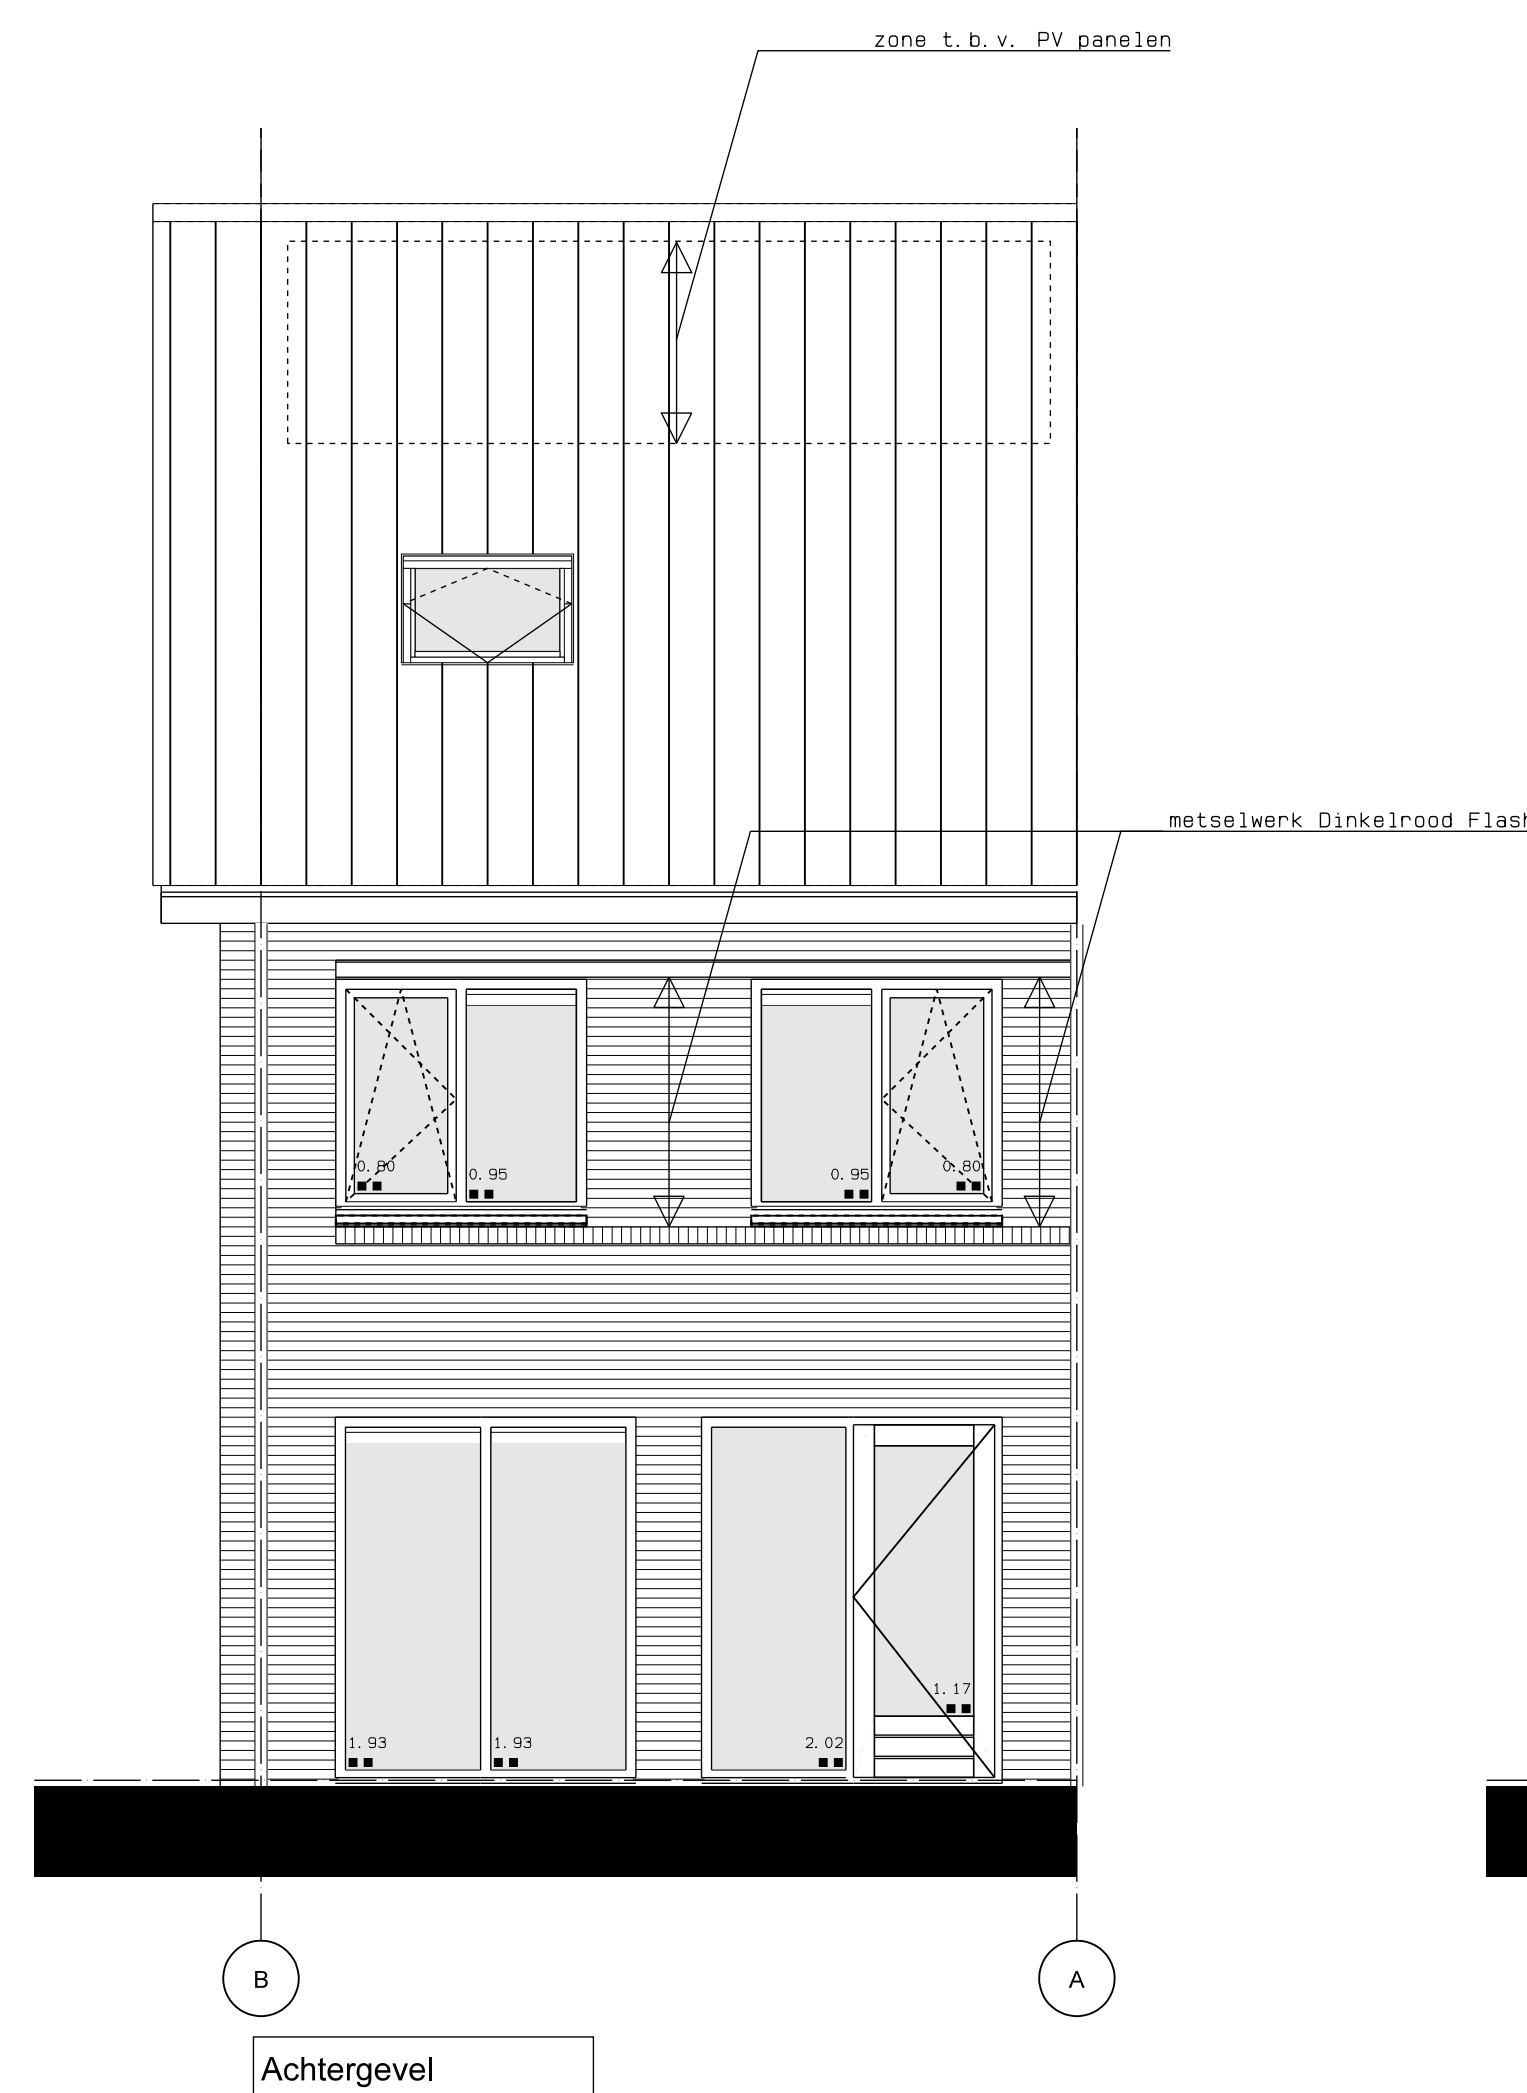 zone t.b.v. PV panelen
metselwerk Dinkelrood Flash
0.80
0.95
0.95
0.80
1.17
1.93
1.93
2.02
B
A
Achtergevel